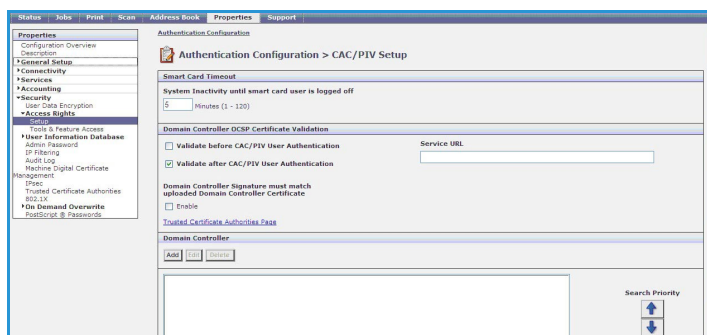 Status Jobs Print Scan Address Book Properties Support
Properties
Configuration Overview
Description
General Setup
Connectivity
Services
Accounting
Security
User Data Encryption
Access Rights
Setup
Tools & Feature Access
User Information Database
Admin Password
IP Filtering
Audit Log
Machine Digital Certificate
Management
IPsec
Trusted Certificate Authorities
802.1X
On Demand Overwrite
PostScript ® Passwords
Authentication Configuration
Authentication Configuration > CAC/PIV Setup
Smart Card Timeout
System Inactivity until smart card user is logged off
5 Minutes (1 - 120)
Domain Controller OCSP Certificate Validation
Validate before CAC/PIV User Authentication
Service URL
Validate after CAC/PIV User Authentication
Domain Controller Signature must match
uploaded Domain Controller Certificate
Enable
Trusted Certificate Authorities Page
Domain Controller
Add Edit Delete
Search Priority